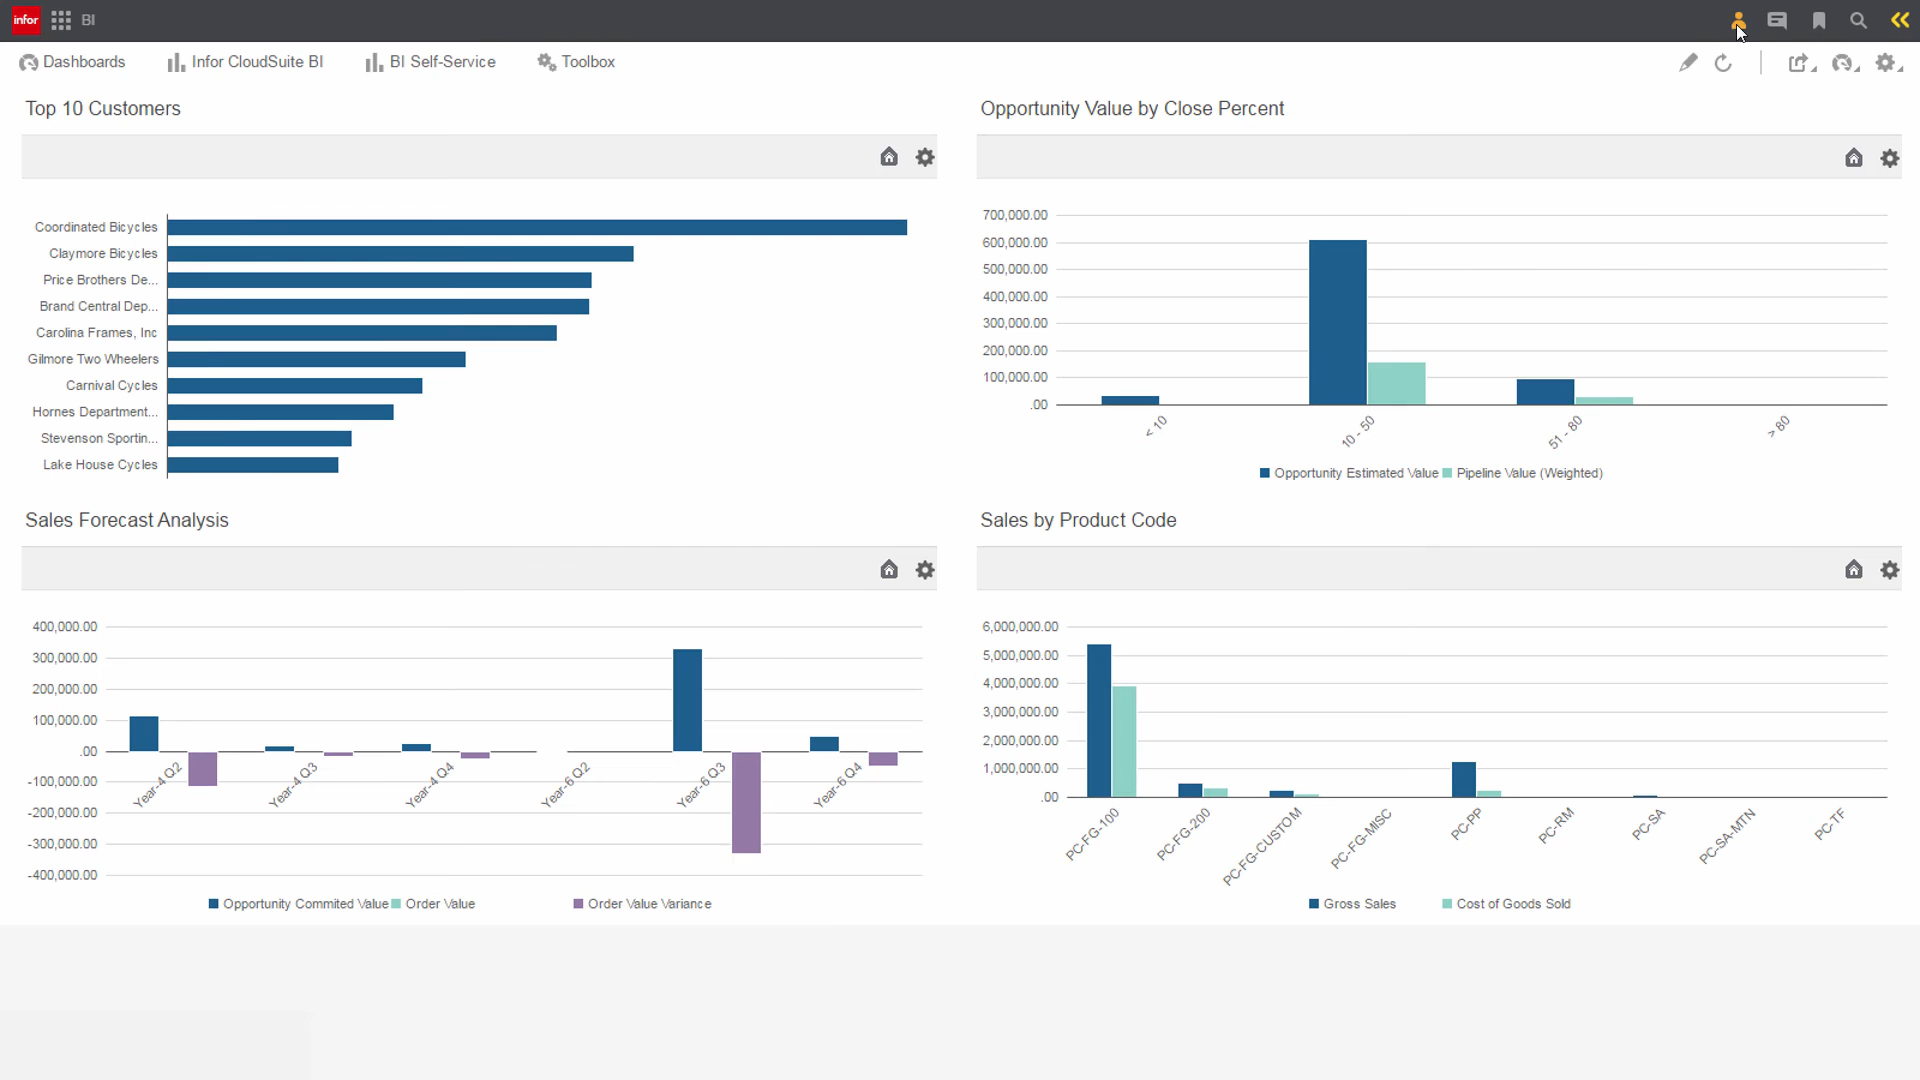 infor BI
Dashboards Infor CloudSuite BI BI Self-Service Toolbox
Top 10 Customers
Coordinated Bicycles
Claymore Bicycles
Price Brothers De...
Brand Central Dep...
Carolina Frames, Inc
Gilmore Two Wheelers
Carnival Cycles
Hornes Department...
Stevenson Sportin...
Lake House Cycles
Opportunity Value by Close Percent
700,000.00
600,000.00
500,000.00
400,000.00
300,000.00
200,000.00
100,000.00
.00
< 10 10 - 50 51 - 80 > 80
Opportunity Estimated Value Pipeline Value (Weighted)
Sales Forecast Analysis
400,000.00
300,000.00
200,000.00
100,000.00
.00
-100,000.00
-200,000.00
-300,000.00
-400,000.00
Year-4 Q2 Year-4 Q3 Year-4 Q4 Year-6 Q2 Year-6 Q3 Year-6 Q4
Opportunity Commited Value Order Value Order Value Variance
Sales by Product Code
6,000,000.00
5,000,000.00
4,000,000.00
3,000,000.00
2,000,000.00
1,000,000.00
.00
PC-FG-100 PC-FG-200 PC-FG-CUSTOM PC-FG-MISC PC-PP PC-RM PC-SA PC-SA-MTN PC-TF
Gross Sales Cost of Goods Sold